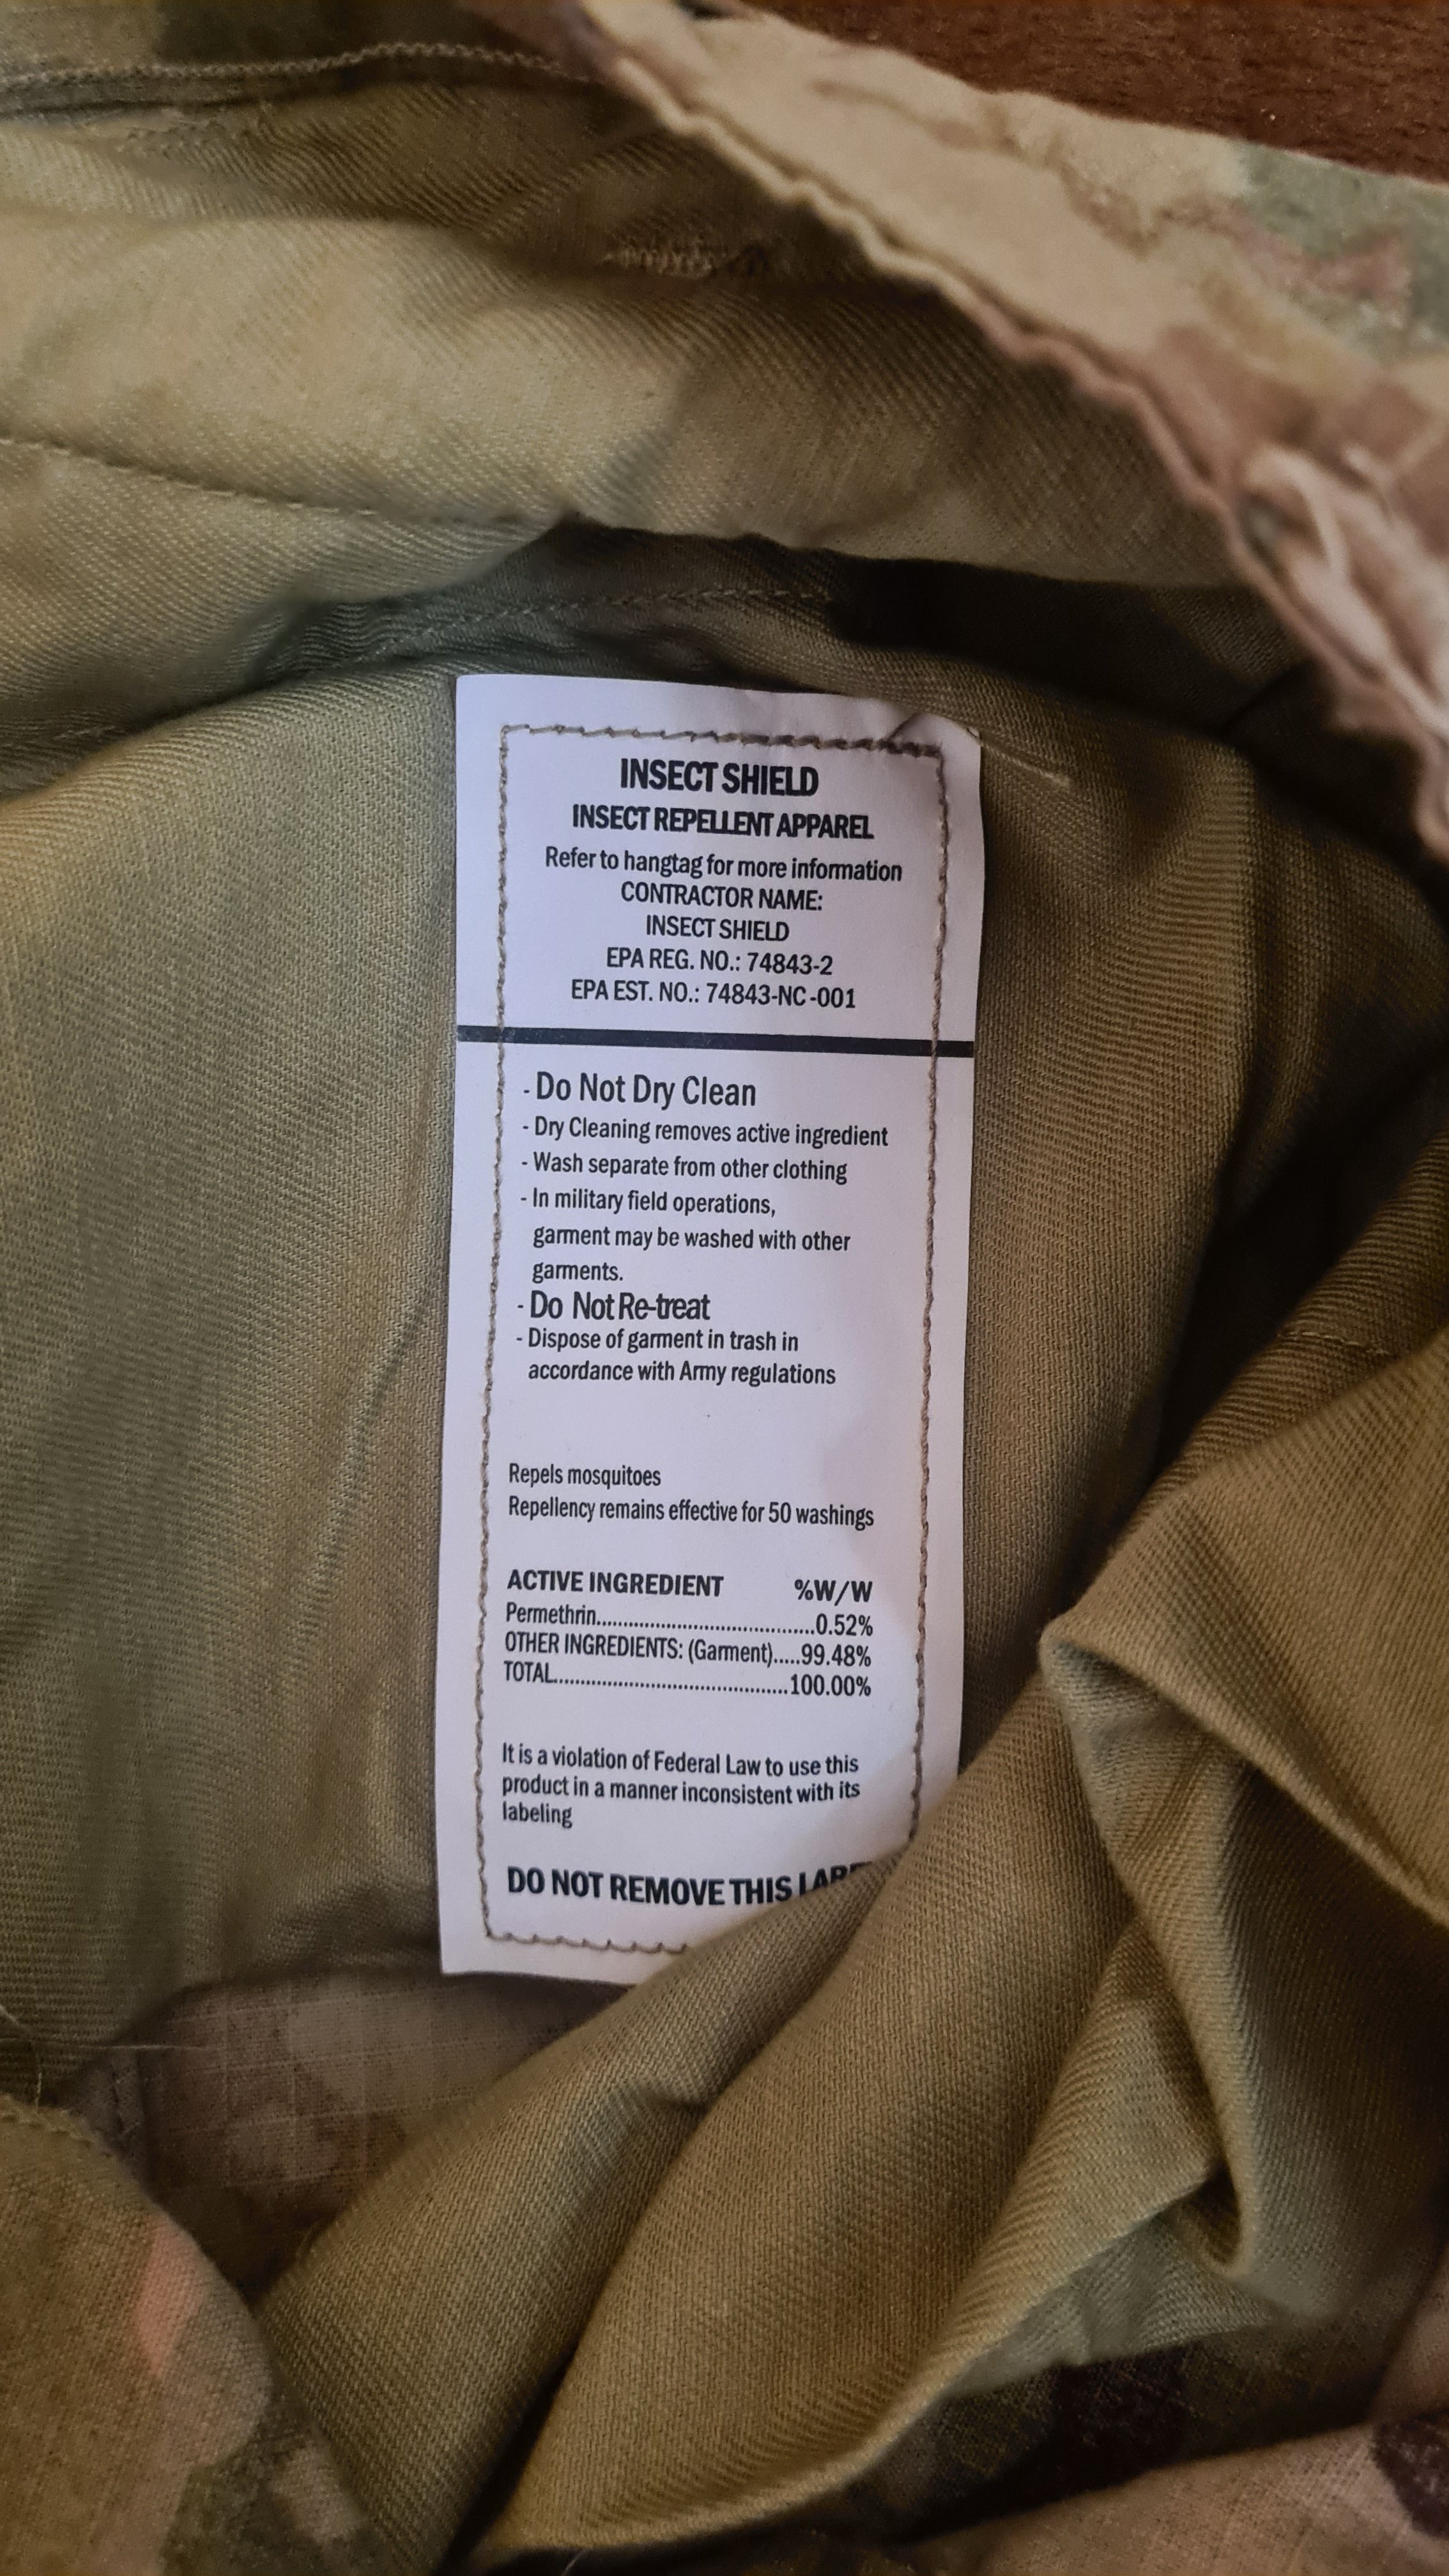 INSECT SHIELD
INSECT REPELLENT APPAREL
Refer to hangtag for more information
CONTRACTOR NAME:
INSECT SHIELD
EPA REG. NO.: 74843-2
EPA EST. NO.: 74843-NC-001
- Do Not Dry Clean
- Dry Cleaning removes active ingredient
- Wash separate from other clothing
- In military field operations,
garment may be washed with other
garments.
- Do Not Re-treat
- Dispose of garment in trash in
accordance with Army regulations
Repels mosquitoes
Repellency remains effective for 50 washings
ACTIVE INGREDIENT %W/W
Permethrin..........................................0.52%
OTHER INGREDIENTS: (Garment).....99.48%
TOTAL.............................................100.00%
It is a violation of Federal Law to use this
product in a manner inconsistent with its
labeling
DO NOT REMOVE THIS